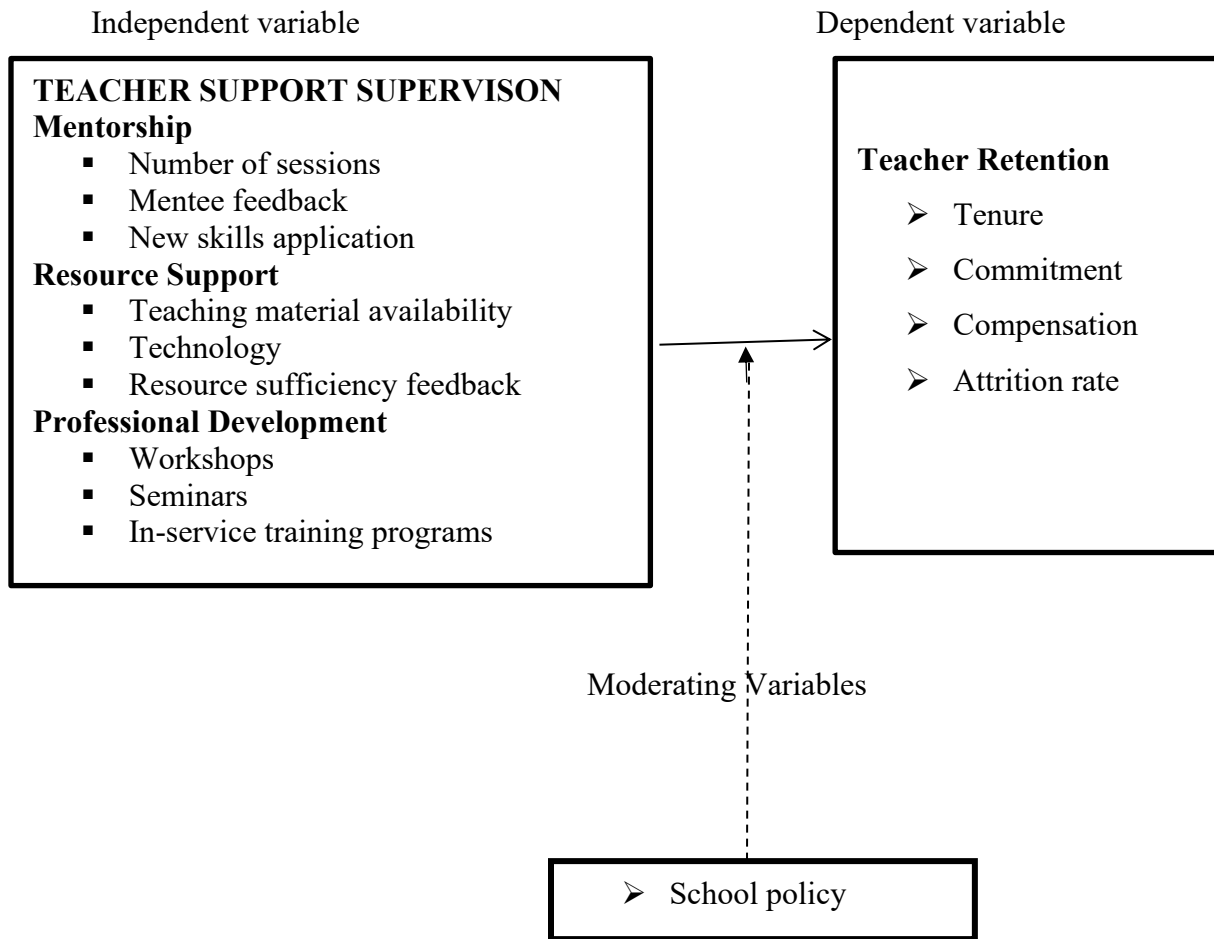 Independent variable
Dependent variable
TEACHER SUPPORT SUPERVISON
Mentorship
▪ Number of sessions
▪ Mentee feedback
▪ New skills application
Resource Support
▪ Teaching material availability
▪ Technology
▪ Resource sufficiency feedback
Professional Development
▪ Workshops
▪ Seminars
▪ In-service training programs
Teacher Retention
➢ Tenure
➢ Commitment
➢ Compensation
➢ Attrition rate
Moderating Variables
➢ School policy